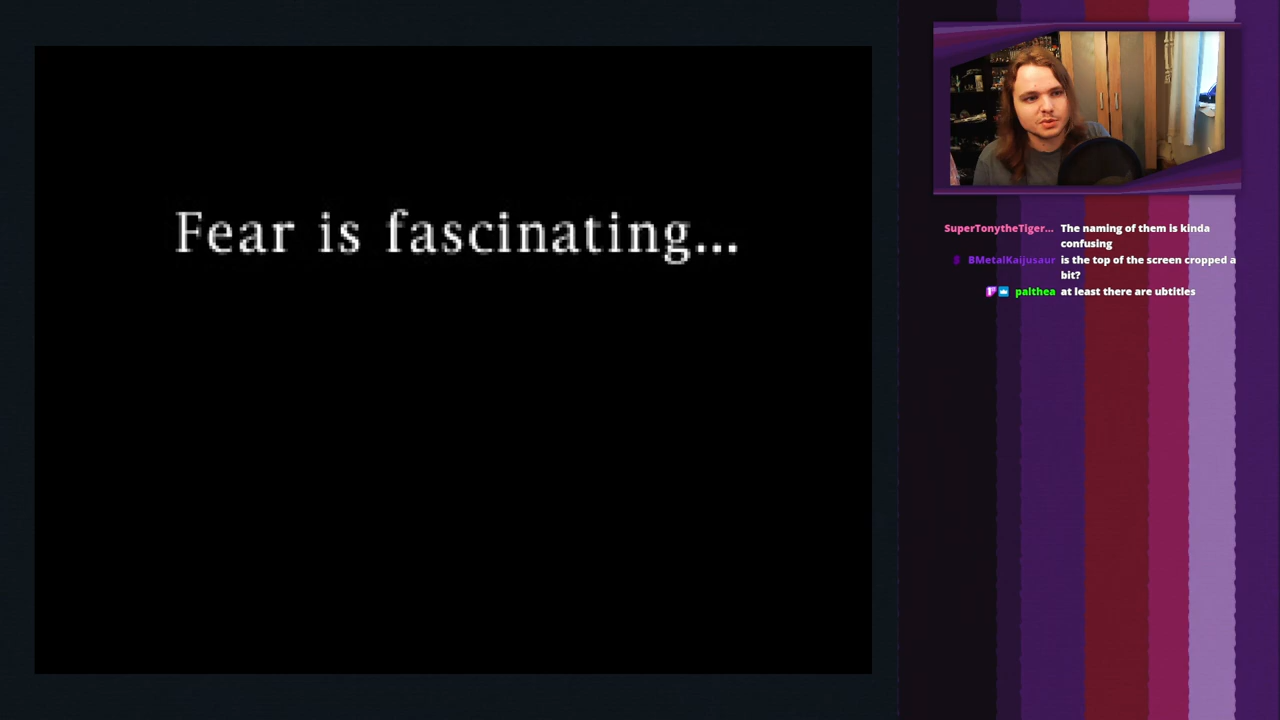 Fear is fascinating...
SuperTonytheTiger... The naming of them is kinda
confusing
BMetalKaijusaur is the top of the screen cropped a
bit?
palthea at least there are ubtitles